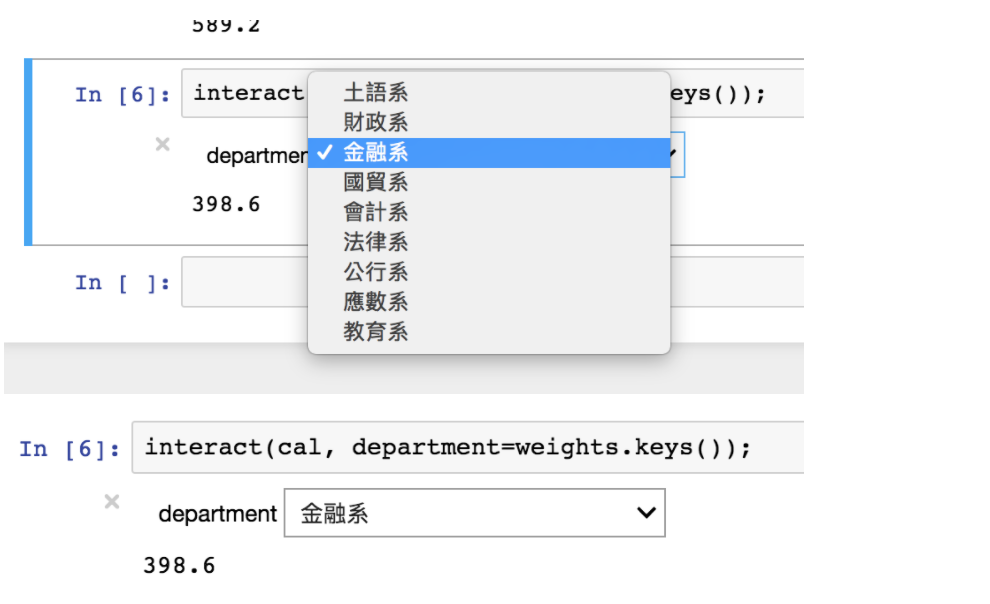 589.2
In [6]: interact eys());
土語系
財政系
× departmen ✓ 金融系
國貿系
398.6
會計系
法律系
公行系
In [ ]:
應數系
教育系
In [6]: interact(cal, department=weights.keys());
× department 金融系
398.6